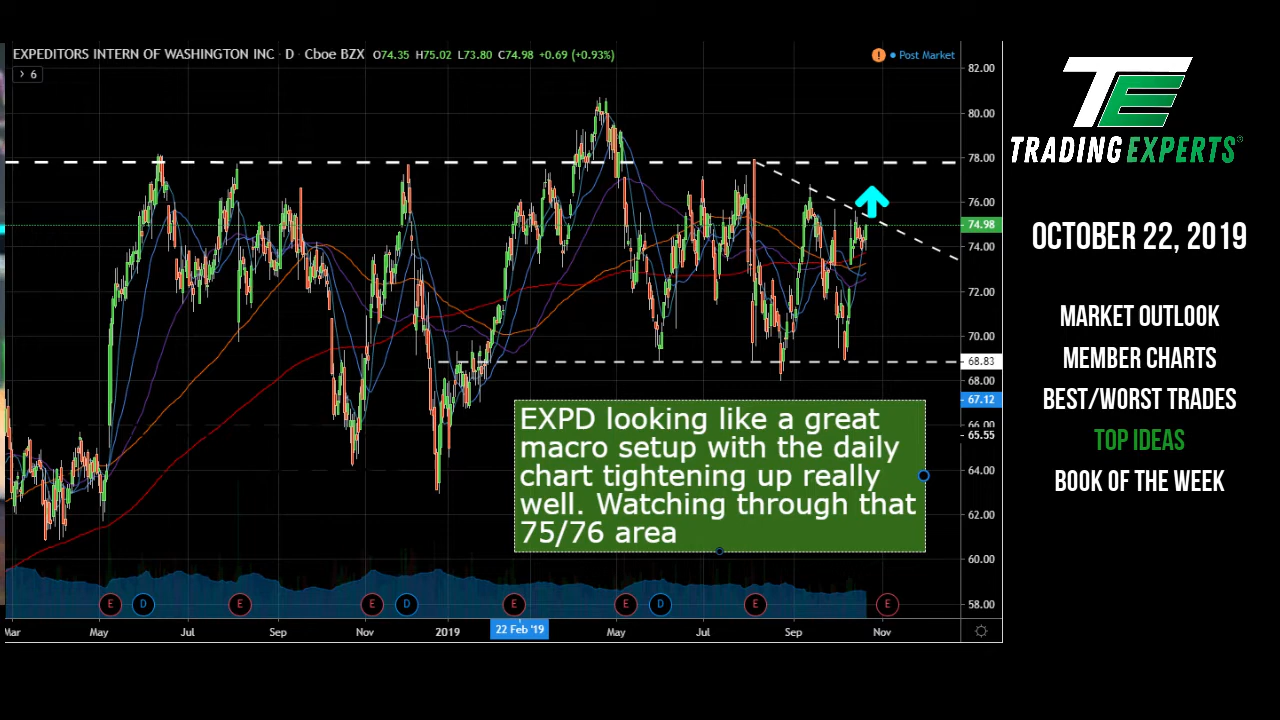 EXPEDITORS INTERN OF WASHINGTON INC · D · Cboe BZX O74.35 H75.02 L73.80 C74.98 +0.69 (+0.93%)
! Post Market
> 6
82.00
80.00
78.00
76.00
74.98
74.00
72.00
70.00
68.83
68.00
67.12
66.00
65.55
64.00
62.00
60.00
58.00
EXPD looking like a great
macro setup with the daily
chart tightening up really
well. Watching through that
75/76 area
E D E E D E E D E E
Mar May Jul Sep Nov 2019 22 Feb '19 May Jul Sep Nov
TE
TRADING EXPERTS®
OCTOBER 22, 2019
MARKET OUTLOOK
MEMBER CHARTS
BEST/WORST TRADES
TOP IDEAS
BOOK OF THE WEEK